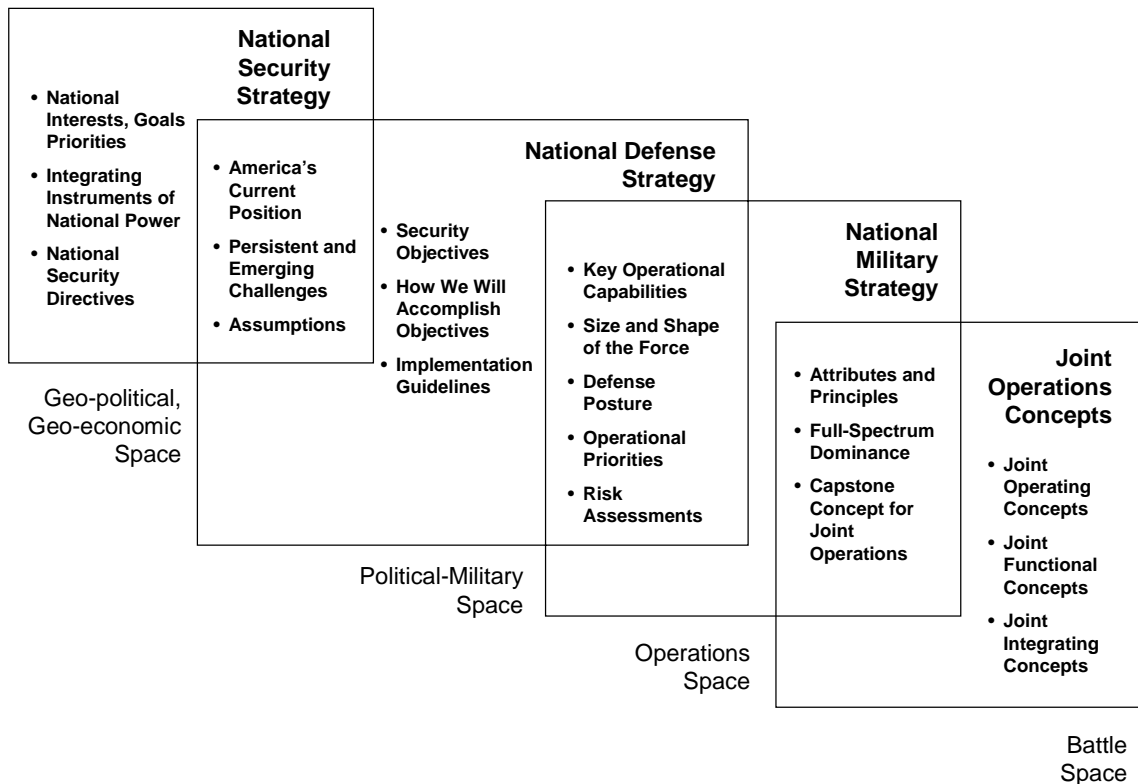 National
Security
Strategy
• National
Interests, Goals
Priorities
• Integrating
Instruments of
National Power
• National
Security
Directives
Geo-political,
Geo-economic
Space
• America’s
Current
Position
• Persistent and
Emerging
Challenges
• Assumptions
National Defense
Strategy
• Security
Objectives
• How We Will
Accomplish
Objectives
• Implementation
Guidelines
Political-Military
Space
• Key Operational
Capabilities
• Size and Shape
of the Force
• Defense
Posture
• Operational
Priorities
• Risk
Assessments
National
Military
Strategy
Operations
Space
• Attributes and
Principles
• Full-Spectrum
Dominance
• Capstone
Concept for
Joint
Operations
Joint
Operations
Concepts
• Joint
Operating
Concepts
• Joint
Functional
Concepts
• Joint
Integrating
Concepts
Battle
Space